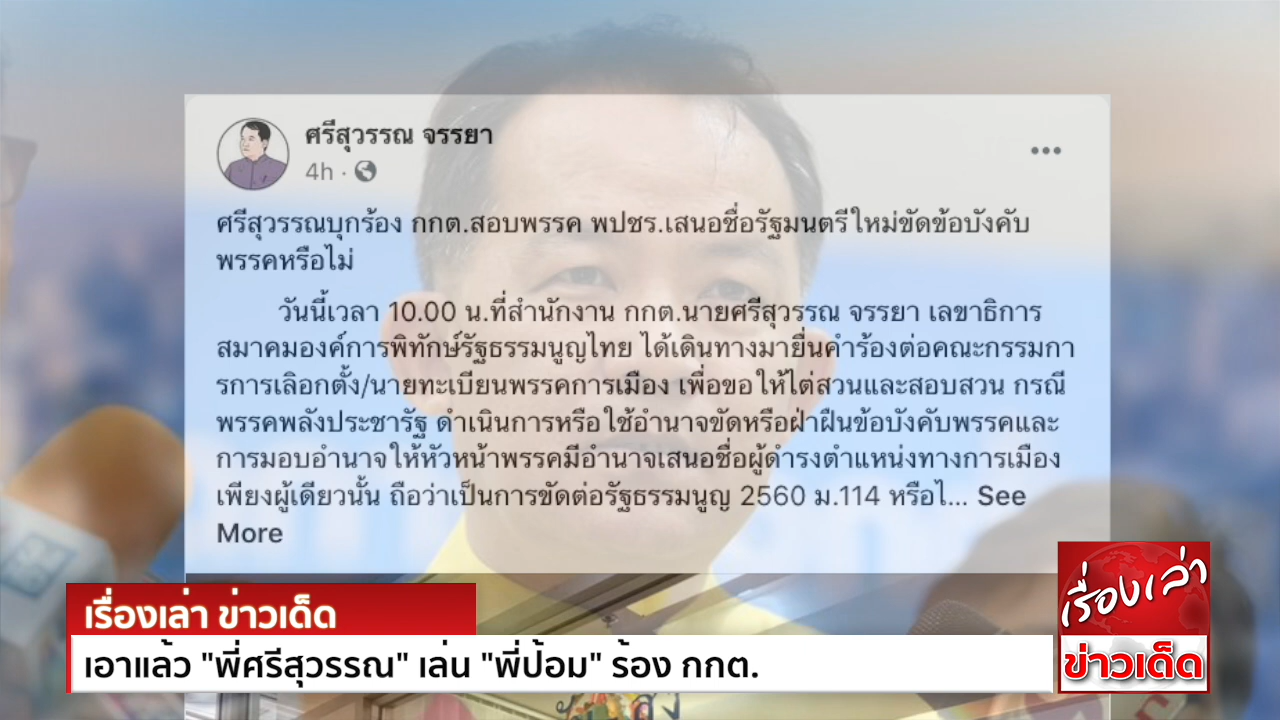 ศรีสุวรรณ จรรยา
4h ·
ศรีสุวรรณบุกร้อง กกต.สอบพรรค พปชร.เสนอชื่อรัฐมนตรีใหม่ขัดข้อบังคับ
พรรคหรือไม่
วันนี้เวลา 10.00 น.ที่สำนักงาน กกต.นายศรีสุวรรณ จรรยา เลขาธิการ
สมาคมองค์การพิทักษ์รัฐธรรมนูญไทย ได้เดินทางมายื่นคำร้องต่อคณะกรรมกา
รการเลือกตั้ง/นายทะเบียนพรรคการเมือง เพื่อขอให้ไต่สวนและสอบสวน กรณี
พรรคพลังประชารัฐ ดำเนินการหรือใช้อำนาจขัดหรือฝ่าฝืนข้อบังคับพรรคและ
การมอบอำนาจให้หัวหน้าพรรคมีอำนาจเสนอชื่อผู้ดำรงตำแหน่งทางการเมือง
เพียงผู้เดียวนั้น ถือว่าเป็นการขัดต่อรัฐธรรมนูญ 2560 ม.114 หรือไ... See
More
เรื่องเล่า ข่าวเด็ด
เอาแล้ว "พี่ศรีสุวรรณ" เล่น "พี่ป้อม" ร้อง กกต.
เรื่องเล่า
ข่าวเด็ด